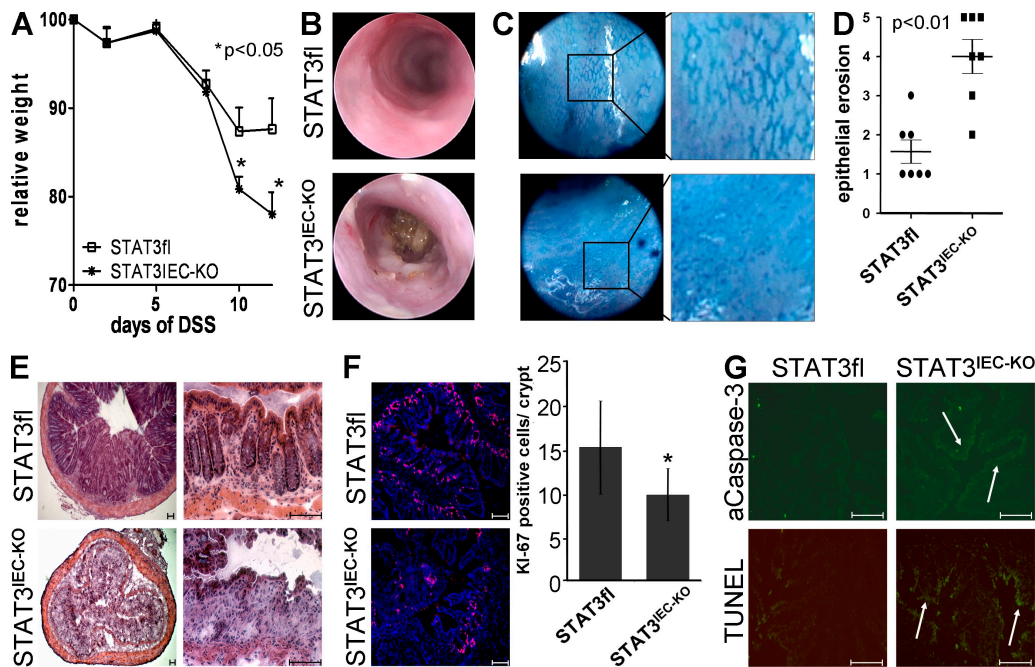 A
relative weight
100
90
80
70
*p<0.05
*
*
STAT3fl
STAT3IEC-KO
0
5
10
days of DSS
B
STAT3fl
STAT3IEC-KO
C
D
epithelial erosion
5
4
3
2
1
0
p<0.01
STAT3fl
STAT3IEC-KO
E
STAT3fl
STAT3IEC-KO
F
STAT3fl
STAT3IEC-KO
KI-67 positive cells/ crypt
25
20
15
10
5
0
*
STAT3fl
STAT3IEC-KO
G
STAT3fl
STAT3IEC-KO
aCaspase-3
TUNEL